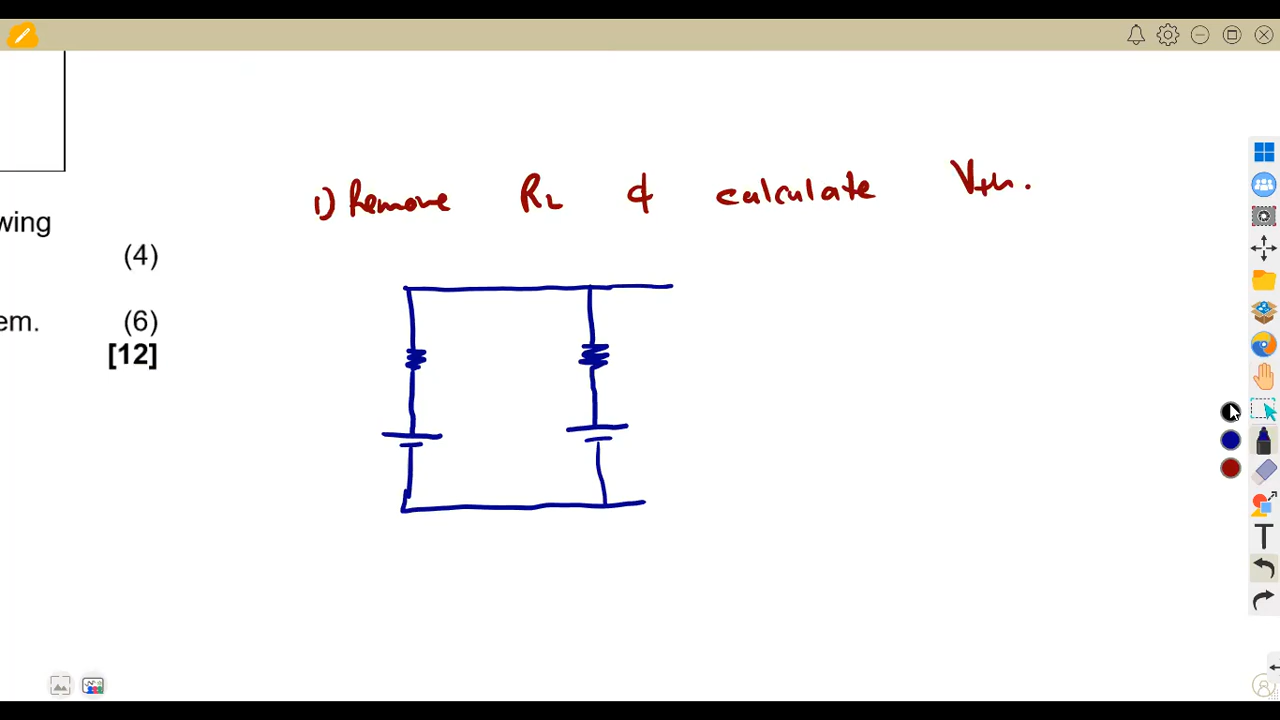 1) Remove RL & calculate Vth.
wing
(4)
em. (6)
[12]
T